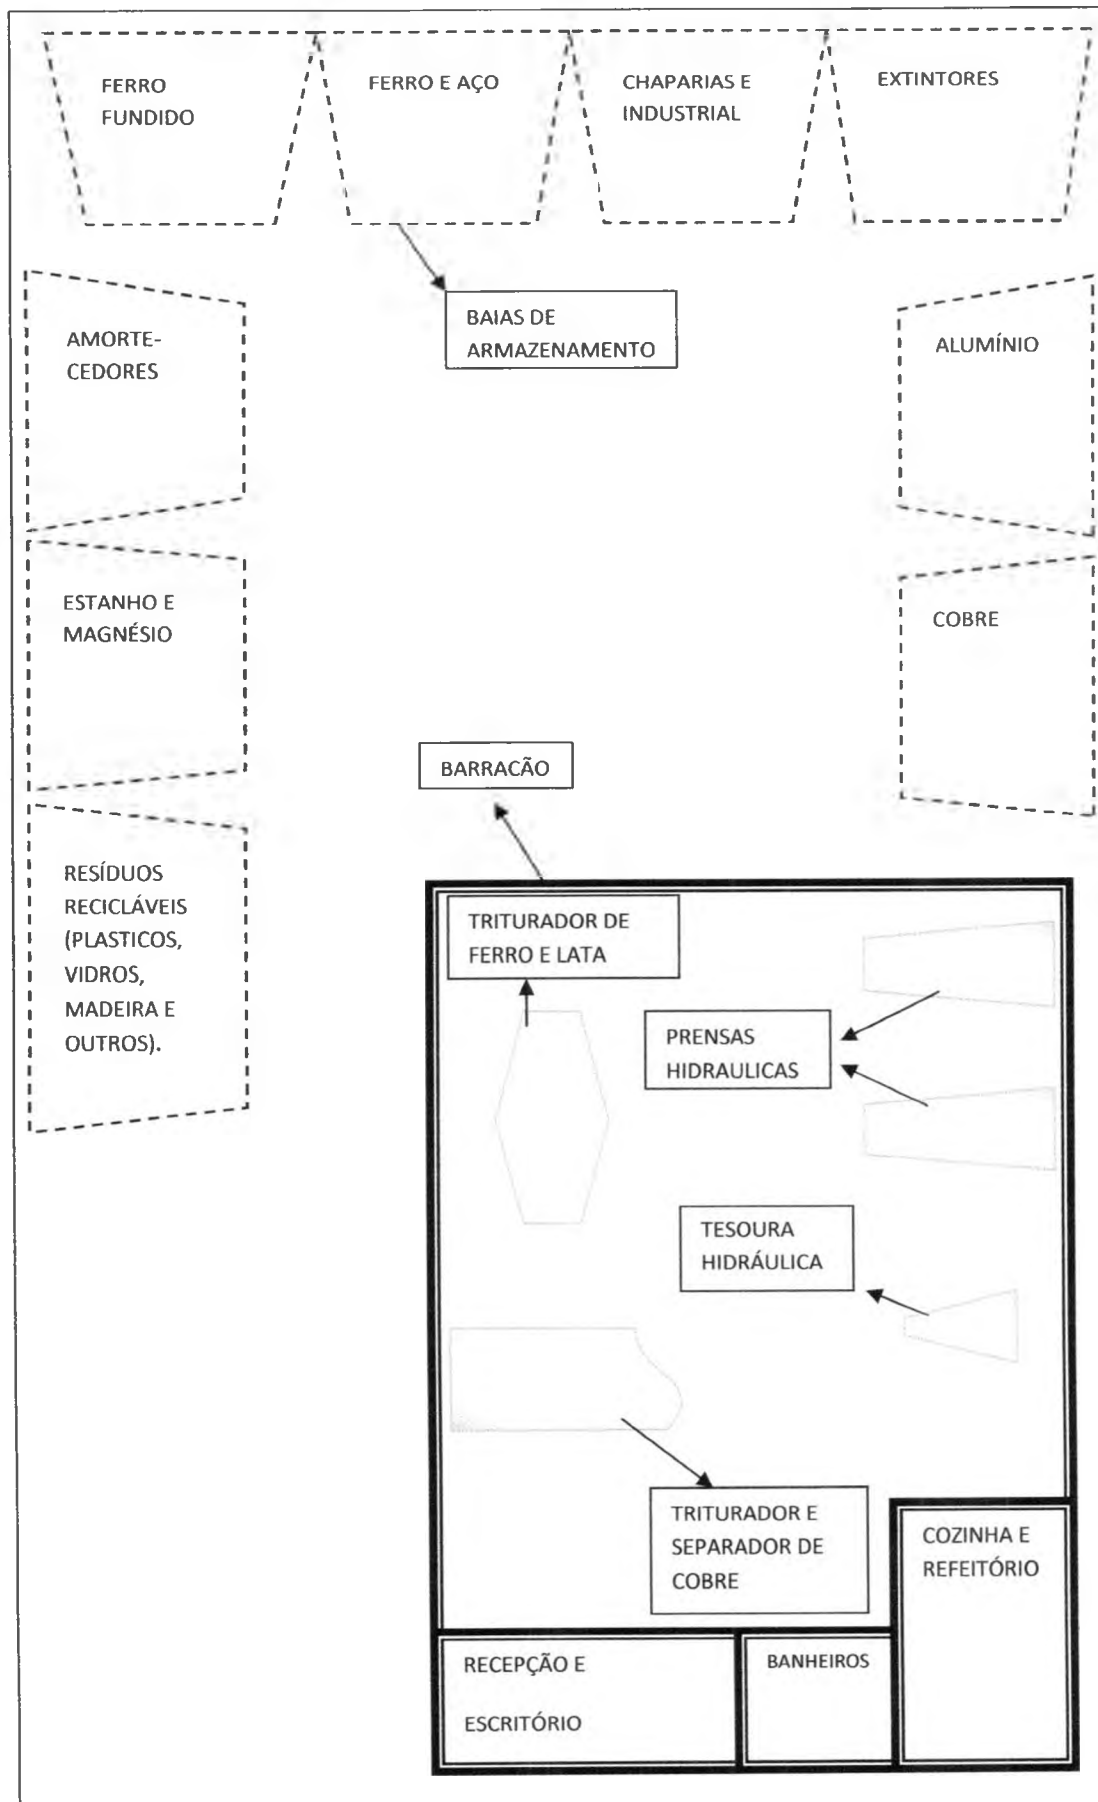 FERRO
FUNDIDO
FERRO E AÇO
CHAPARIAS E
INDUSTRIAL
EXTINTORES
BAIAS DE
ARMAZENAMENTO
AMORTE-
CEDORES
ALUMÍNIO
ESTANHO E
MAGNÉSIO
COBRE
BARRACÃO
RESÍDUOS
RECICLÁVEIS
(PLASTICOS,
VIDROS,
MADEIRA E
OUTROS).
TRITURADOR DE
FERRO E LATA
PRENSAS
HIDRAULICAS
TESOURA
HIDRÁULICA
TRITURADOR E
SEPARADOR DE
COBRE
COZINHA E
REFEITÓRIO
RECEPÇÃO E
ESCRITÓRIO
BANHEIROS